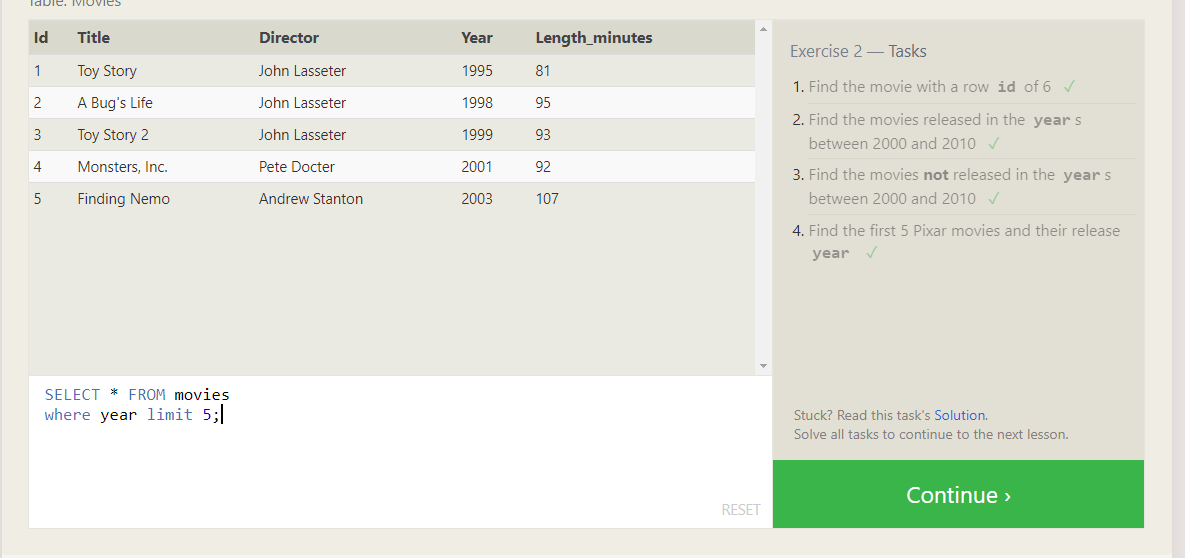 Table: Movies
Id Title Director Year Length_minutes
1 Toy Story John Lasseter 1995 81
2 A Bug's Life John Lasseter 1998 95
3 Toy Story 2 John Lasseter 1999 93
4 Monsters, Inc. Pete Docter 2001 92
5 Finding Nemo Andrew Stanton 2003 107
SELECT * FROM movies
where year limit 5;
RESET
Exercise 2 — Tasks
1. Find the movie with a row id of 6 ✓
2. Find the movies released in the year s
between 2000 and 2010 ✓
3. Find the movies not released in the year s
between 2000 and 2010 ✓
4. Find the first 5 Pixar movies and their release
year ✓
Stuck? Read this task's Solution.
Solve all tasks to continue to the next lesson.
Continue ›